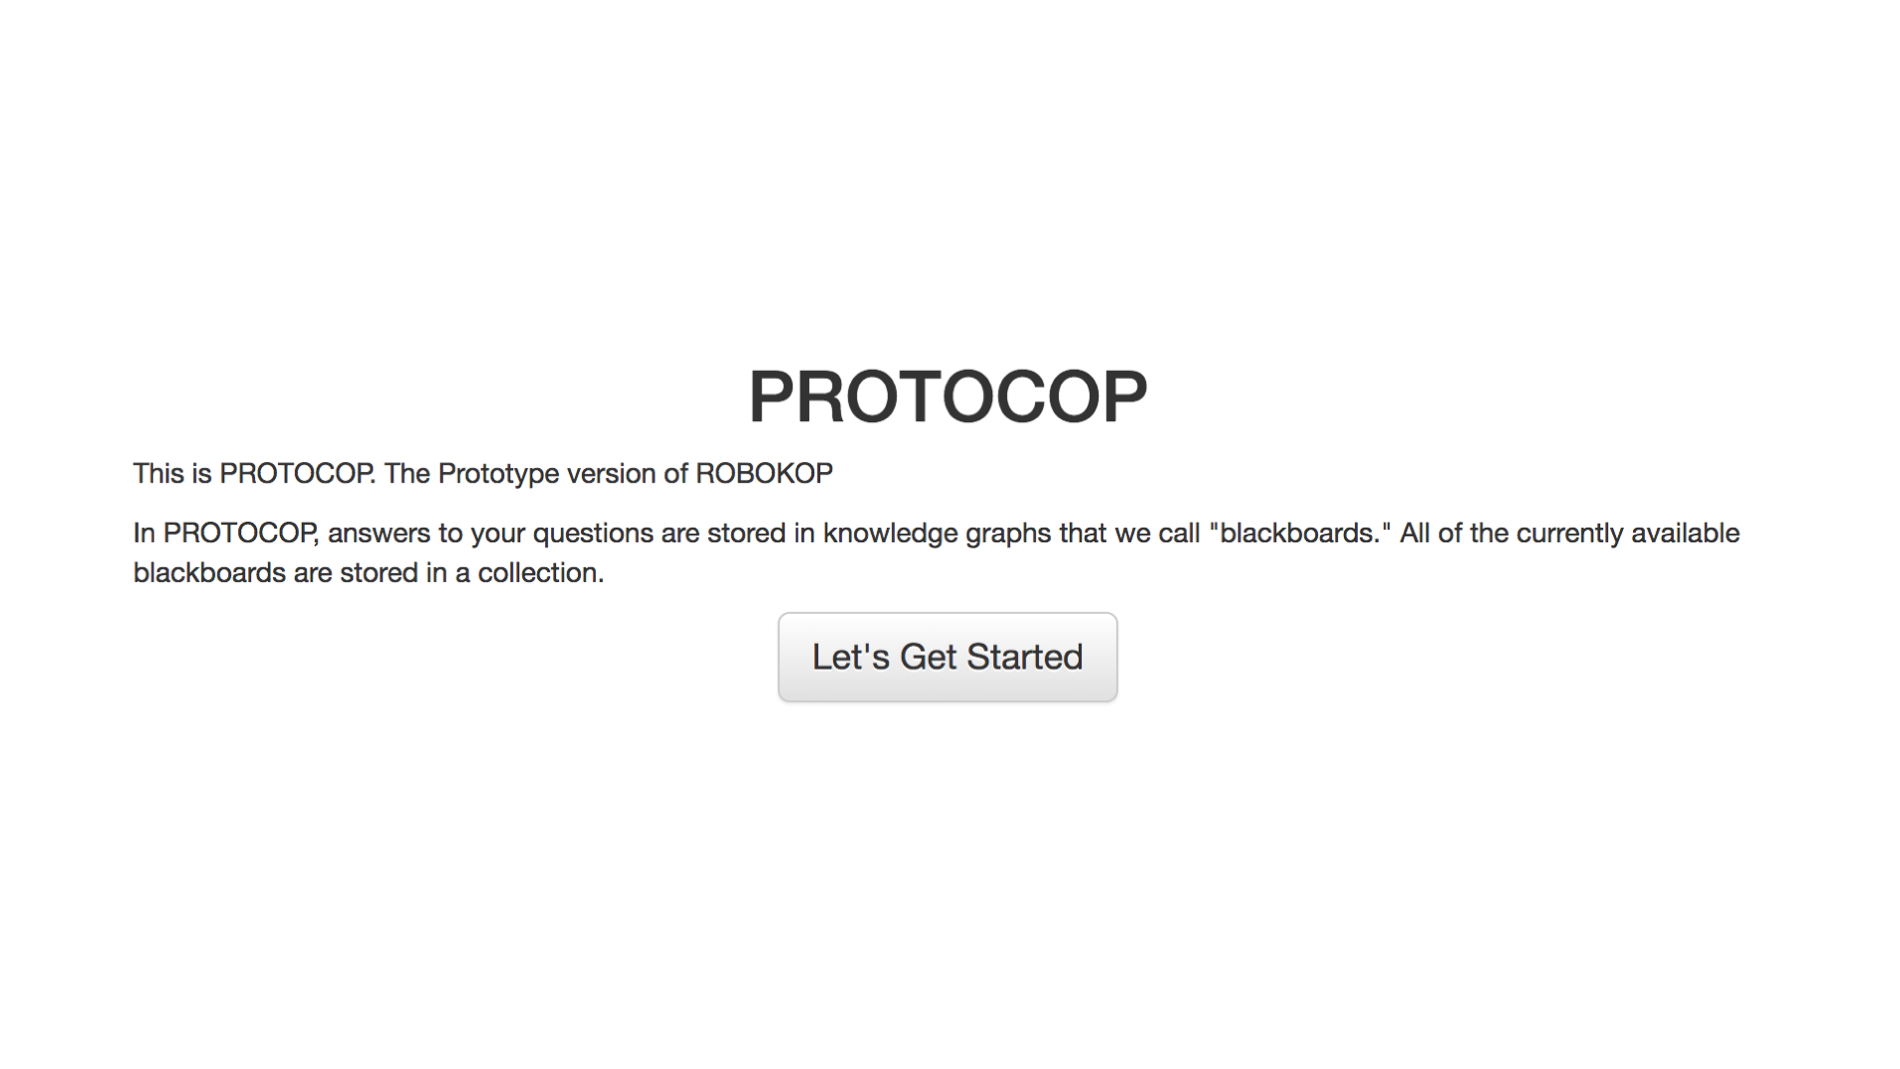 PROTOCOP
This is PROTOCOP. The Prototype version of ROBOKOP
In PROTOCOP, answers to your questions are stored in knowledge graphs that we call "blackboards." All of the currently available
blackboards are stored in a collection.
Let's Get Started